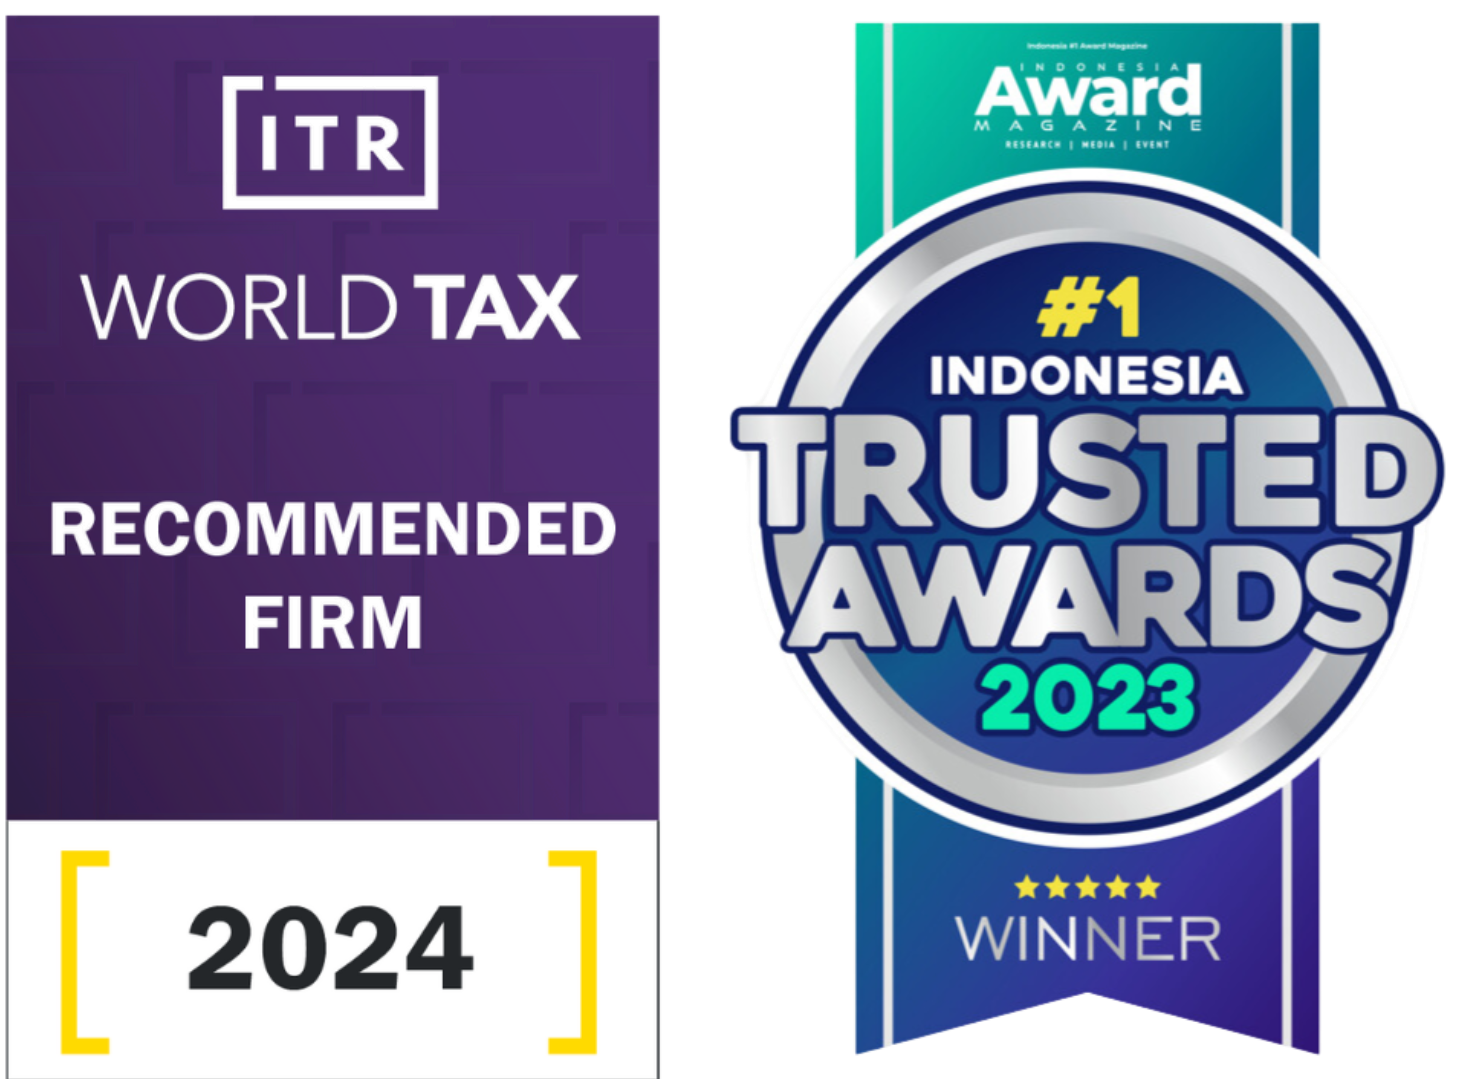 ITR
WORLD TAX
RECOMMENDED
FIRM
2024
Indonesia #1 Award Magazine
INDONESIA
Award
MAGAZINE
RESEARCH | MEDIA | EVENT
#1
INDONESIA
TRUSTED
AWARDS
2023
WINNER